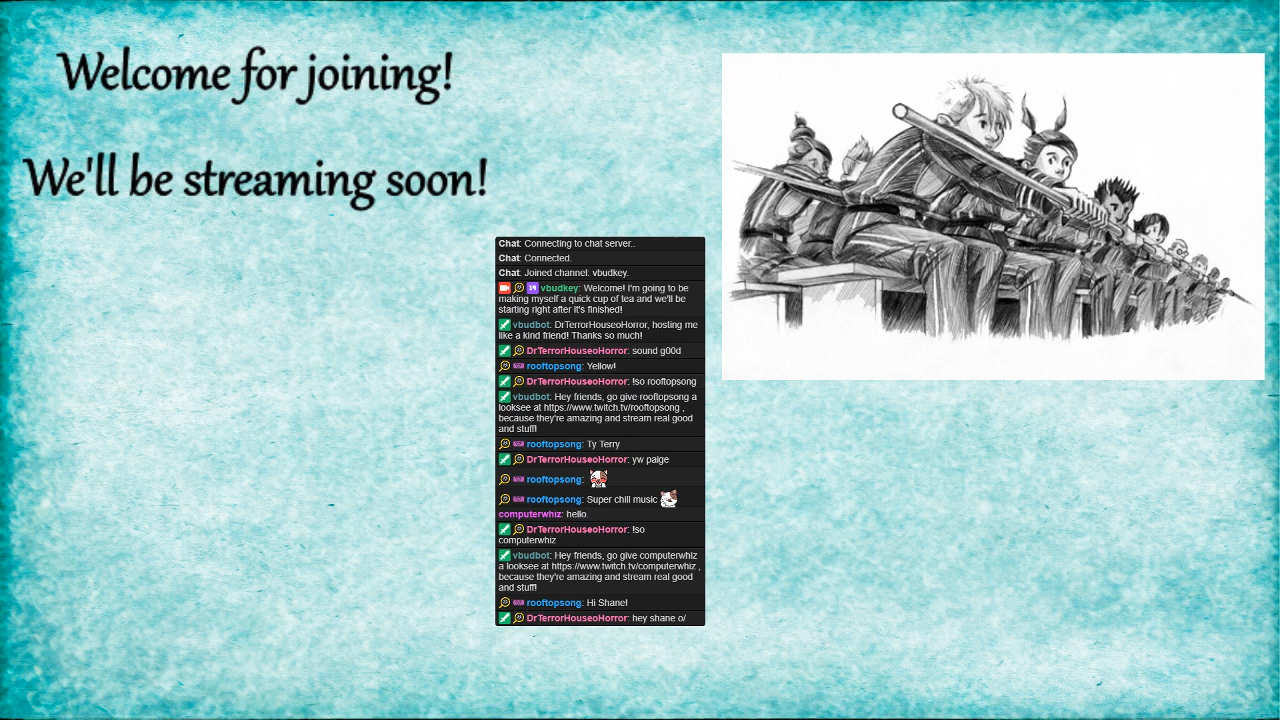 Welcome for joining!
We'll be streaming soon!
Chat: Connecting to chat server..
Chat: Connected.
Chat: Joined channel: vbudkey.
vbudkey: Welcome! I'm going to be
making myself a quick cup of tea and we'll be
starting right after it's finished!
vbudbot: DrTerrorHouseoHorror, hosting me
like a kind friend! Thanks so much!
DrTerrorHouseoHorror: sound g00d
rooftopsong: Yellow!
DrTerrorHouseoHorror: !so rooftopsong
vbudbot: Hey friends, go give rooftopsong a
looksee at https://www.twitch.tv/rooftopsong ,
because they're amazing and stream real good
and stuff!
rooftopsong: Ty Terry
DrTerrorHouseoHorror: yw paige
rooftopsong:
rooftopsong: Super chill music
computerwhiz: hello.
DrTerrorHouseoHorror: !so
computerwhiz
vbudbot: Hey friends, go give computerwhiz
a looksee at https://www.twitch.tv/computerwhiz ,
because they're amazing and stream real good
and stuff!
rooftopsong: Hi Shane!
DrTerrorHouseoHorror: hey shane o/